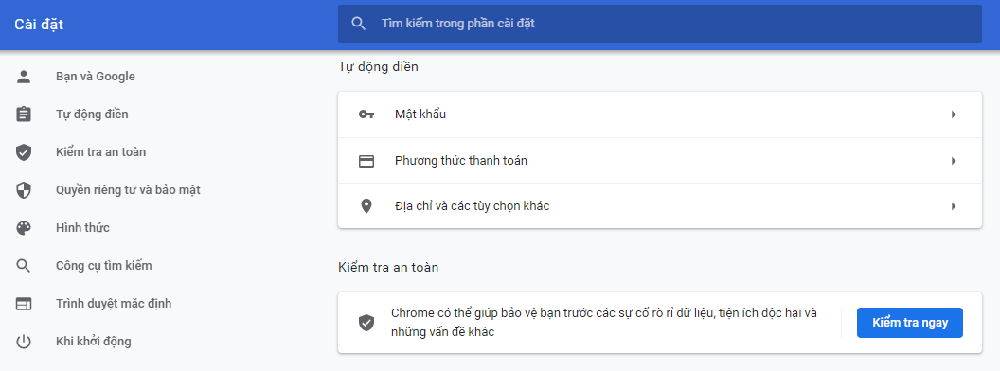 Cài đặt
Tìm kiếm trong phần cài đặt
Bạn và Google
Tự động điền
Kiểm tra an toàn
Quyền riêng tư và bảo mật
Hình thức
Công cụ tìm kiếm
Trình duyệt mặc định
Khi khởi động
Tự động điền
Mật khẩu
Phương thức thanh toán
Địa chỉ và các tùy chọn khác
Kiểm tra an toàn
Chrome có thể giúp bảo vệ bạn trước các sự cố rò rỉ dữ liệu, tiện ích độc hại và
những vấn đề khác
Kiểm tra ngay